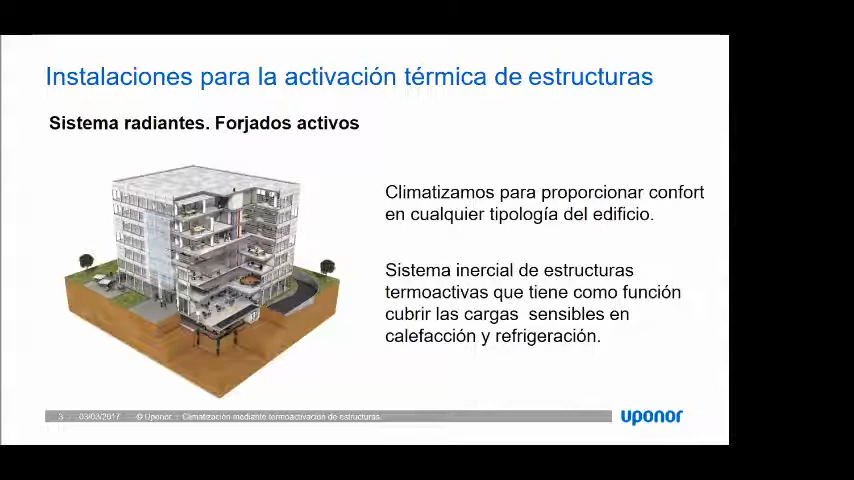 Instalaciones para la activación térmica de estructuras
Sistema radiantes. Forjados activos
Climatizamos para proporcionar confort
en cualquier tipología del edificio.
Sistema inercial de estructuras
termoactivas que tiene como función
cubrir las cargas sensibles en
calefacción y refrigeración.
3 03/03/2017 © Uponor | Climatización mediante termoactivación de estructuras.
uponor